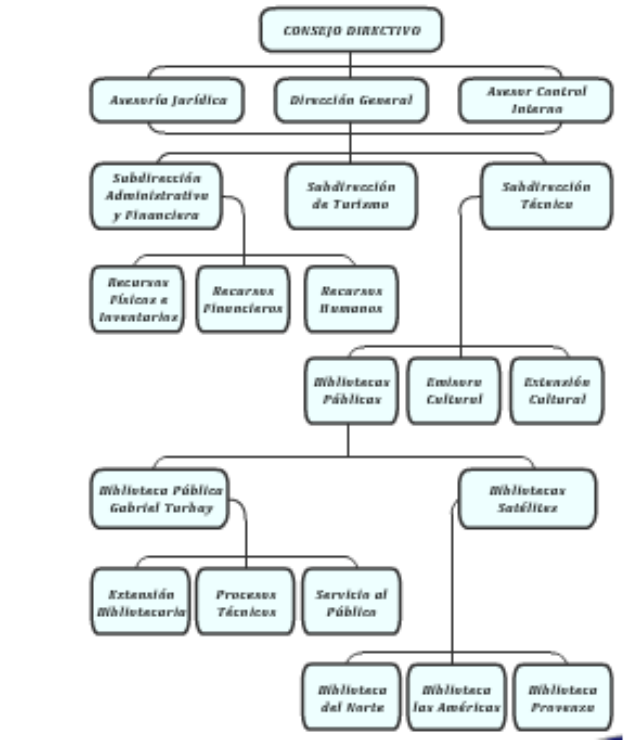 CONSEJO DIRECTIVO
Asesoría Jurídica
Dirección General
Asesor Control
Interno
Subdirección
Administrativa
y Financiera
Subdirección
de Turismo
Subdirección
Técnica
Recursos
Físicos e
Inventarios
Recursos
Financieros
Recursos
Humanos
Bibliotecas
Públicas
Emisora
Cultural
Extensión
Cultural
Biblioteca Pública
Gabriel Turbay
Bibliotecas
Satélites
Extensión
Bibliotecaria
Procesos
Técnicos
Servicio al
Público
Biblioteca
del Norte
Biblioteca
las Américas
Biblioteca
Provenza